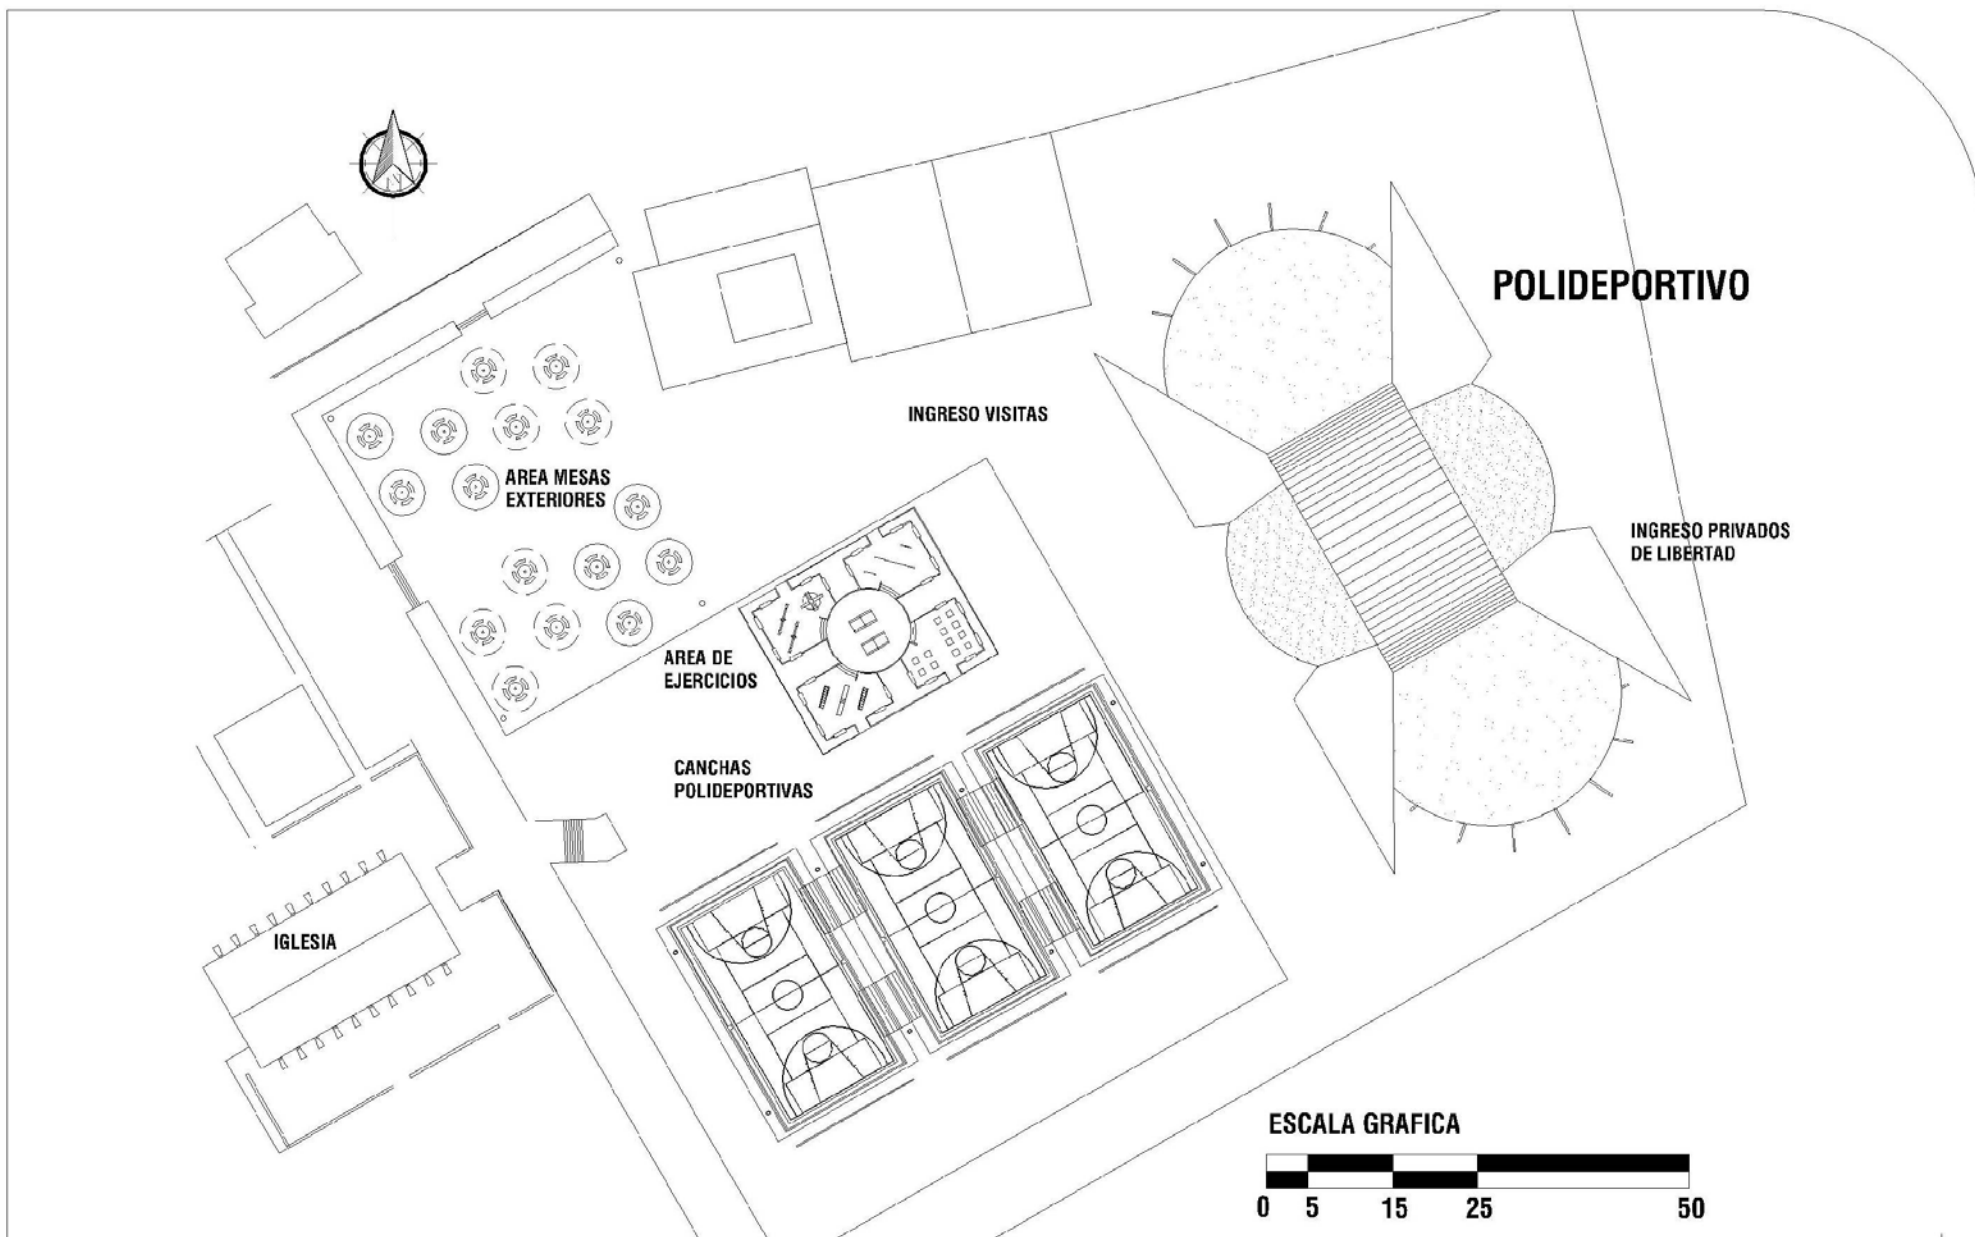 POLIDEPORTIVO
INGRESO VISITAS
AREA MESAS
EXTERIORES
INGRESO PRIVADOS
DE LIBERTAD
AREA DE
EJERCICIOS
CANCHAS
POLIDEPORTIVAS
IGLESIA
ESCALA GRAFICA
0 5 15 25 50